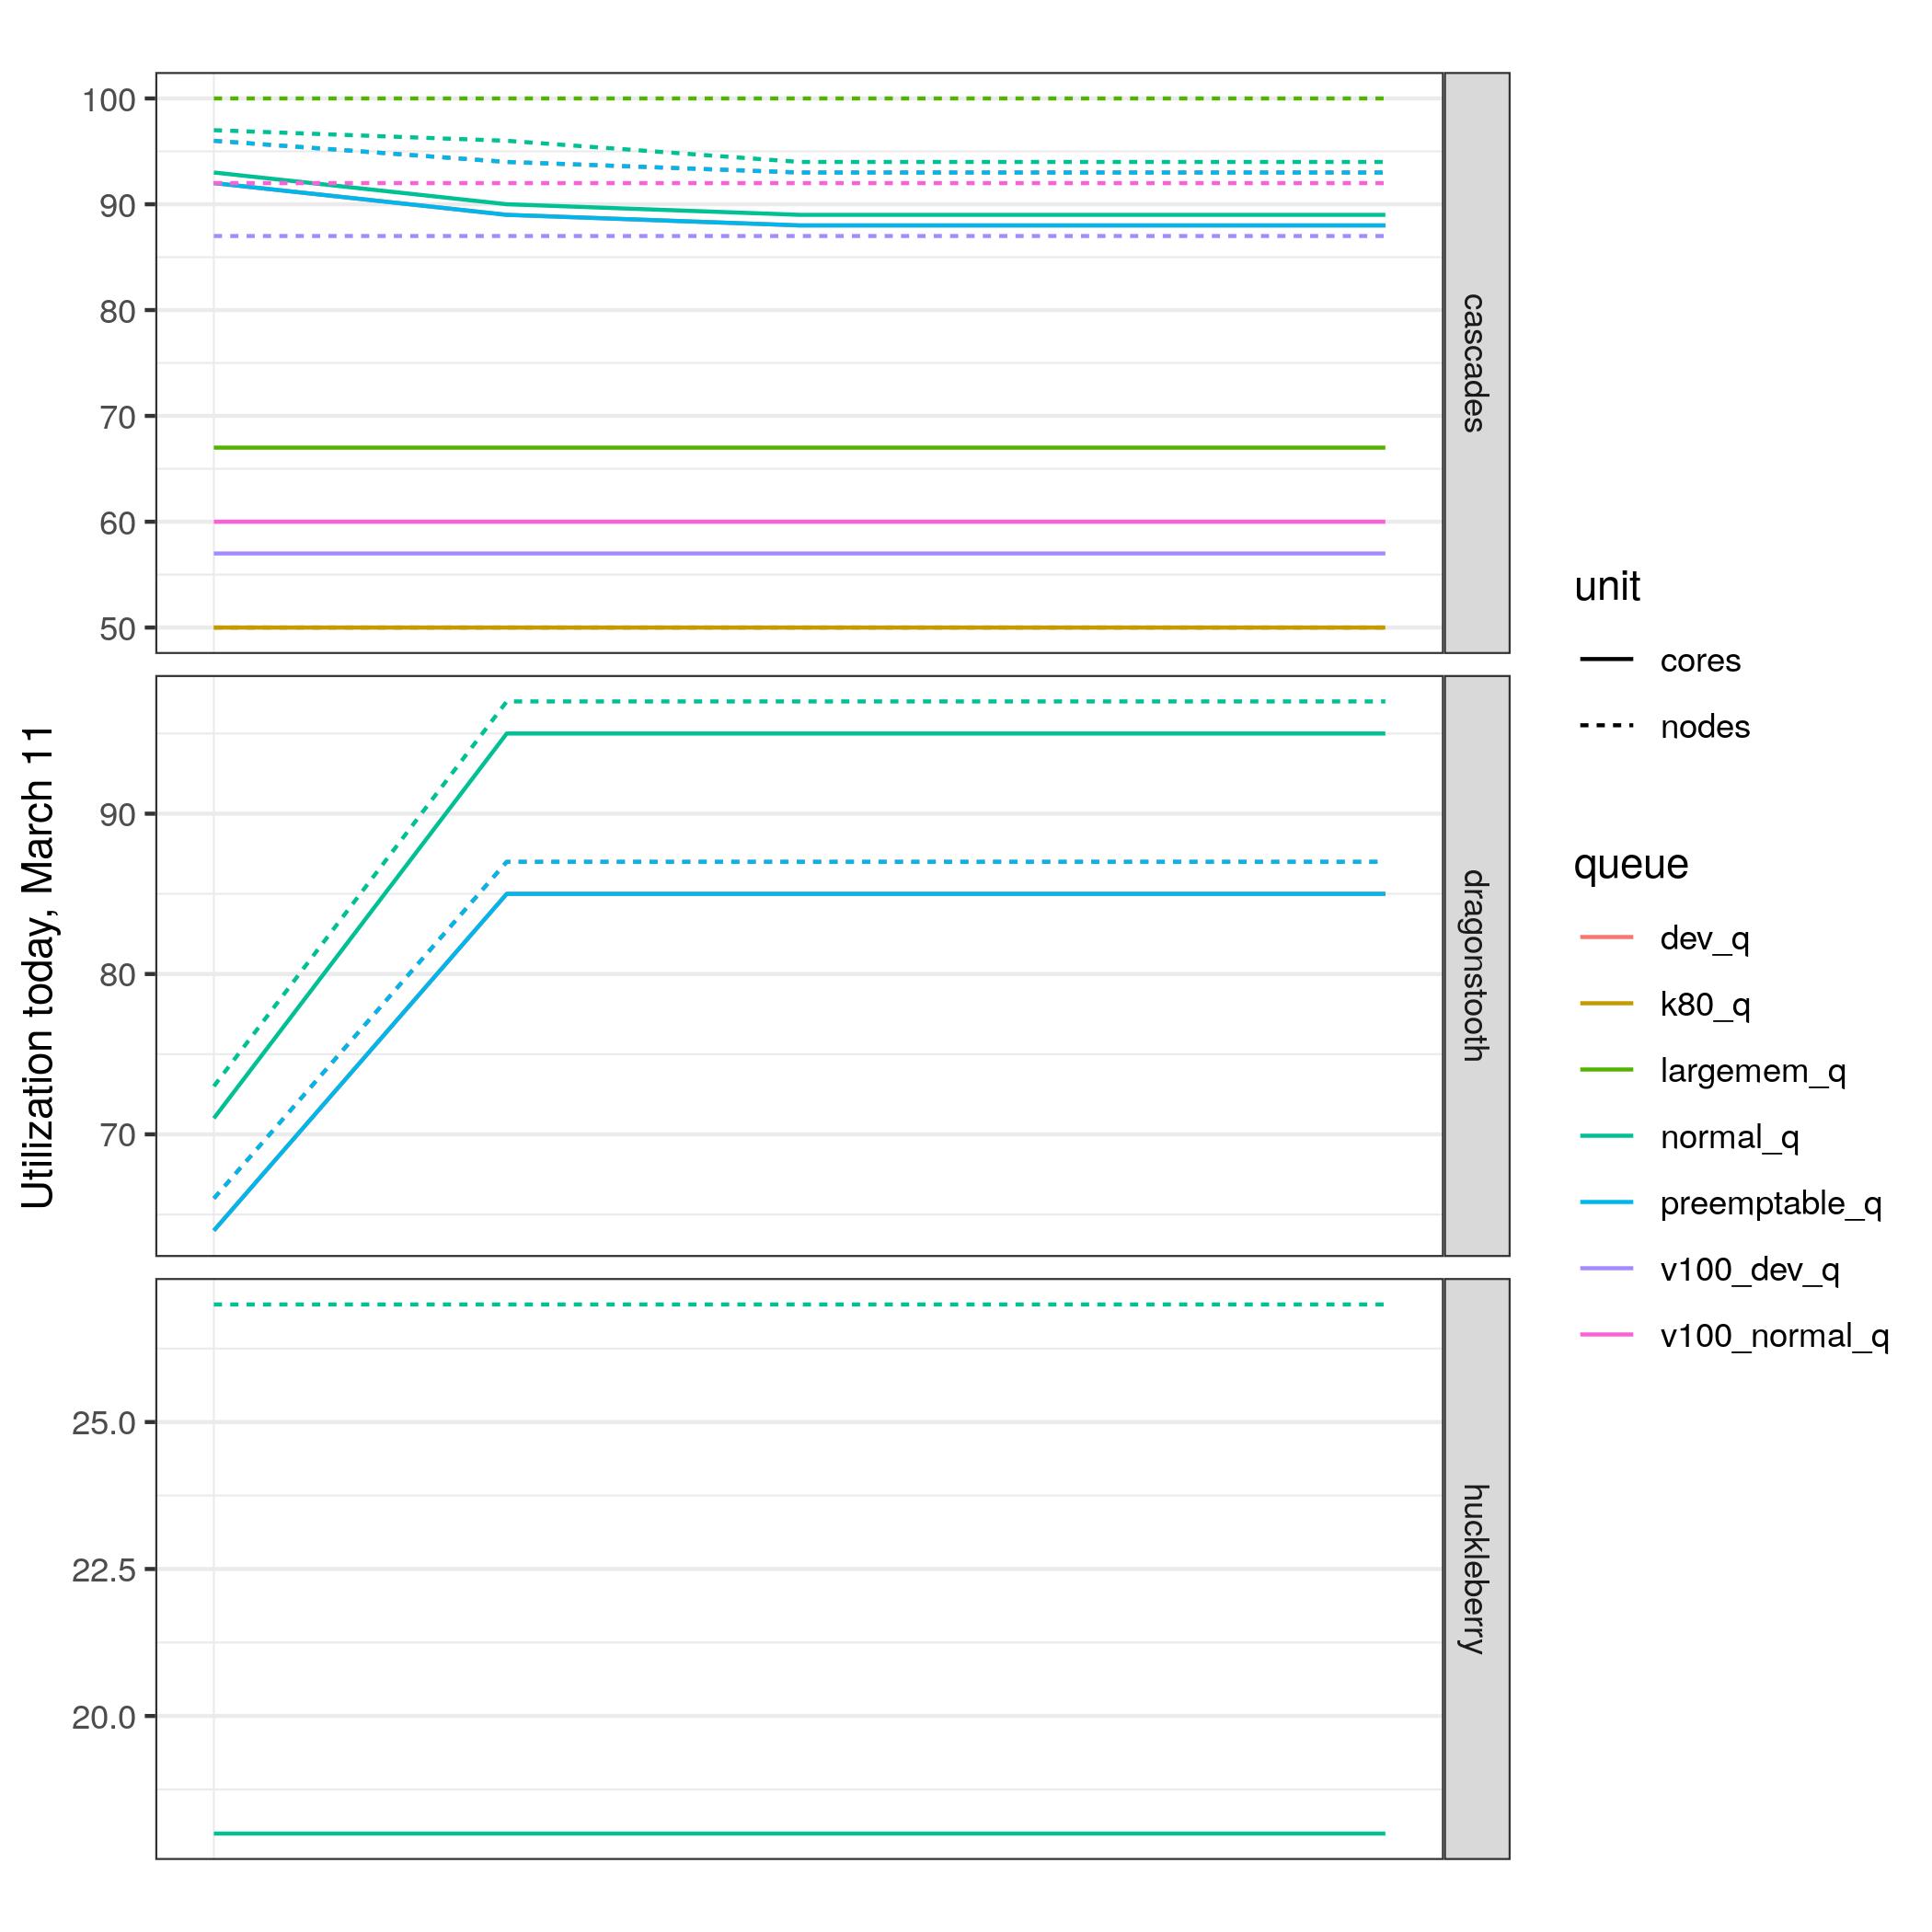 Utilization today, March 11
100
90
80
70
60
50
cascades
90
80
70
dragonstooth
25.0
22.5
20.0
huckleberry
unit
cores
nodes
queue
dev_q
k80_q
largemem_q
normal_q
preemptable_q
v100_dev_q
v100_normal_q